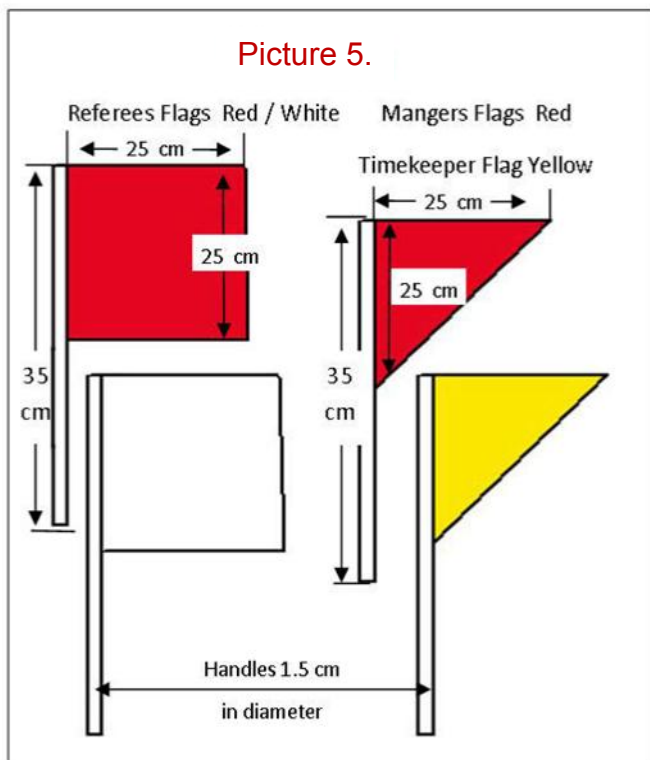 Picture 5.
Referees Flags Red / White
Mangers Flags Red
25 cm
Timekeeper Flag Yellow
25 cm
25 cm
25 cm
35
cm
35
cm
Handles 1.5 cm
in diameter